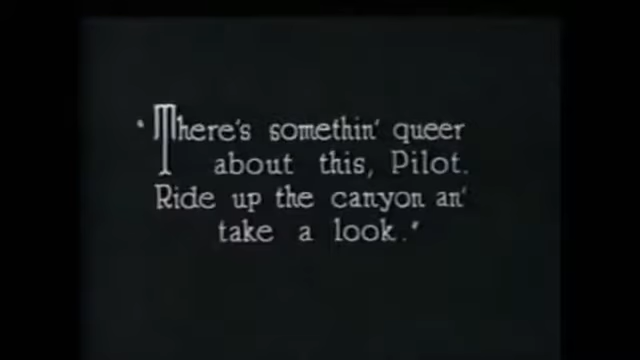 "There's somethin' queer
about this, Pilot.
Ride up the canyon an'
take a look."